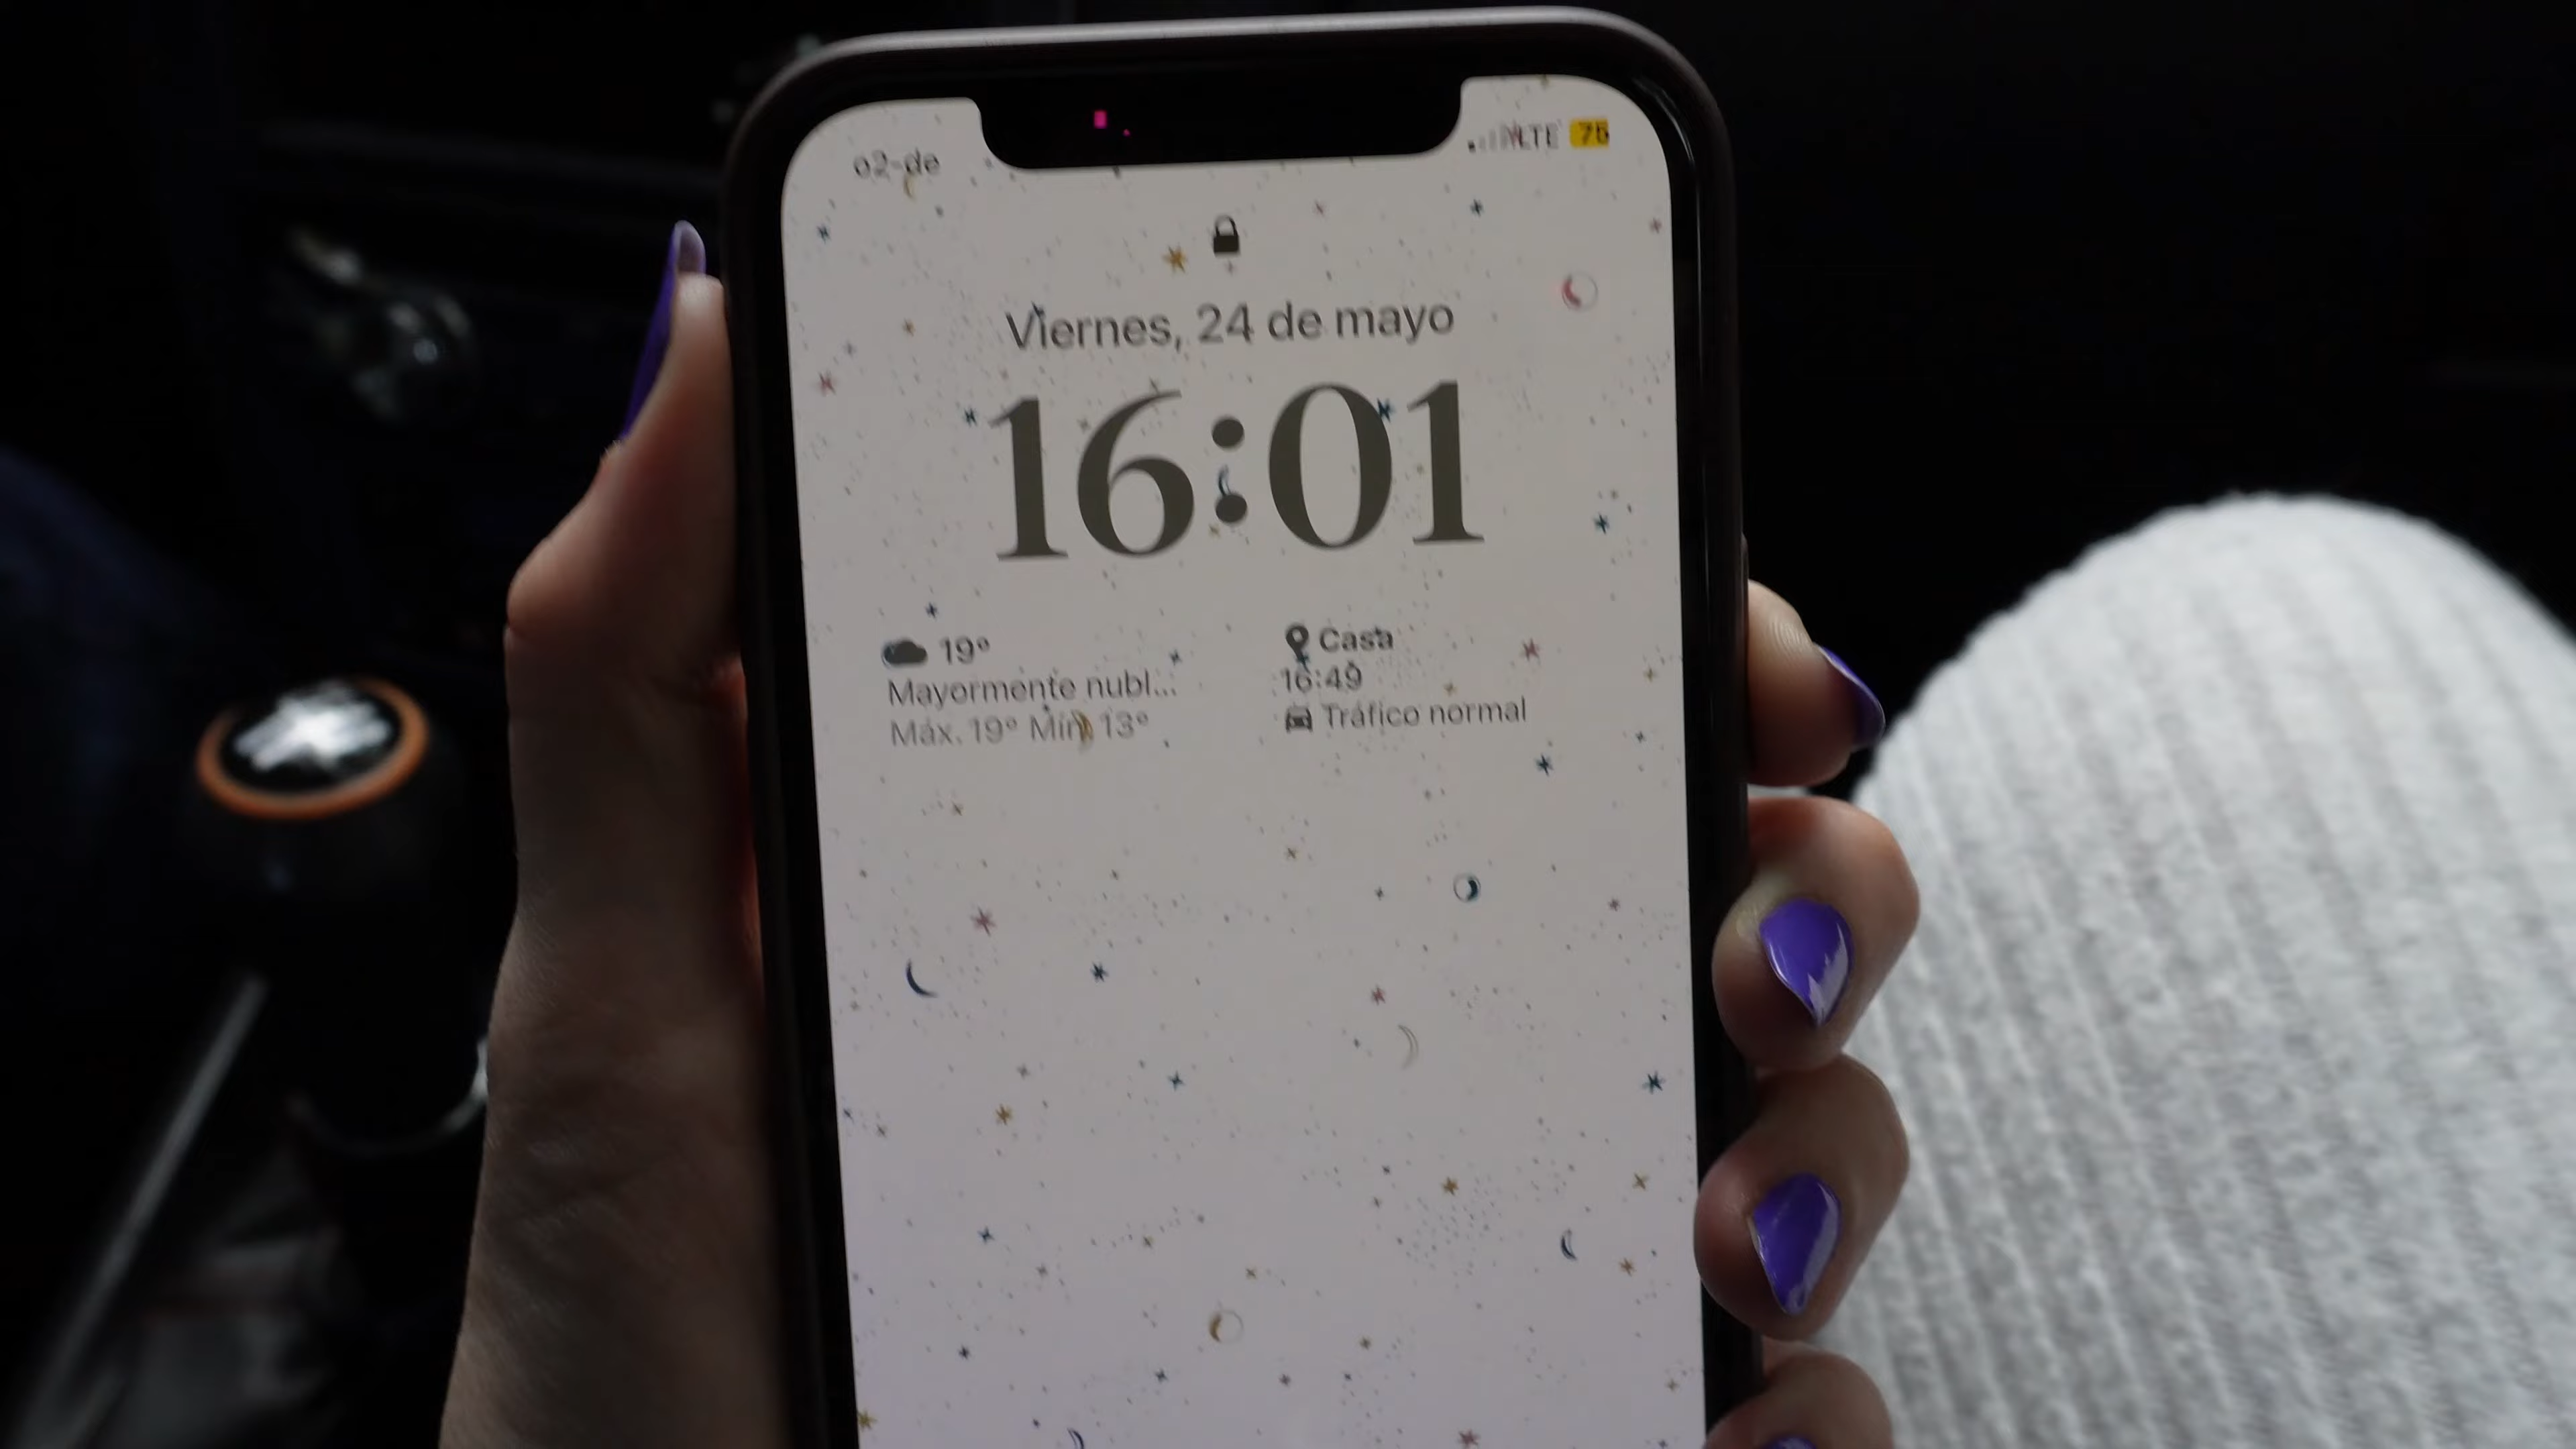 o2-de
LTE 75
Viernes, 24 de mayo
16:01
19°
Mayormente nubl...
Máx. 19° Mín. 13°
Casa
16:49
Tráfico normal